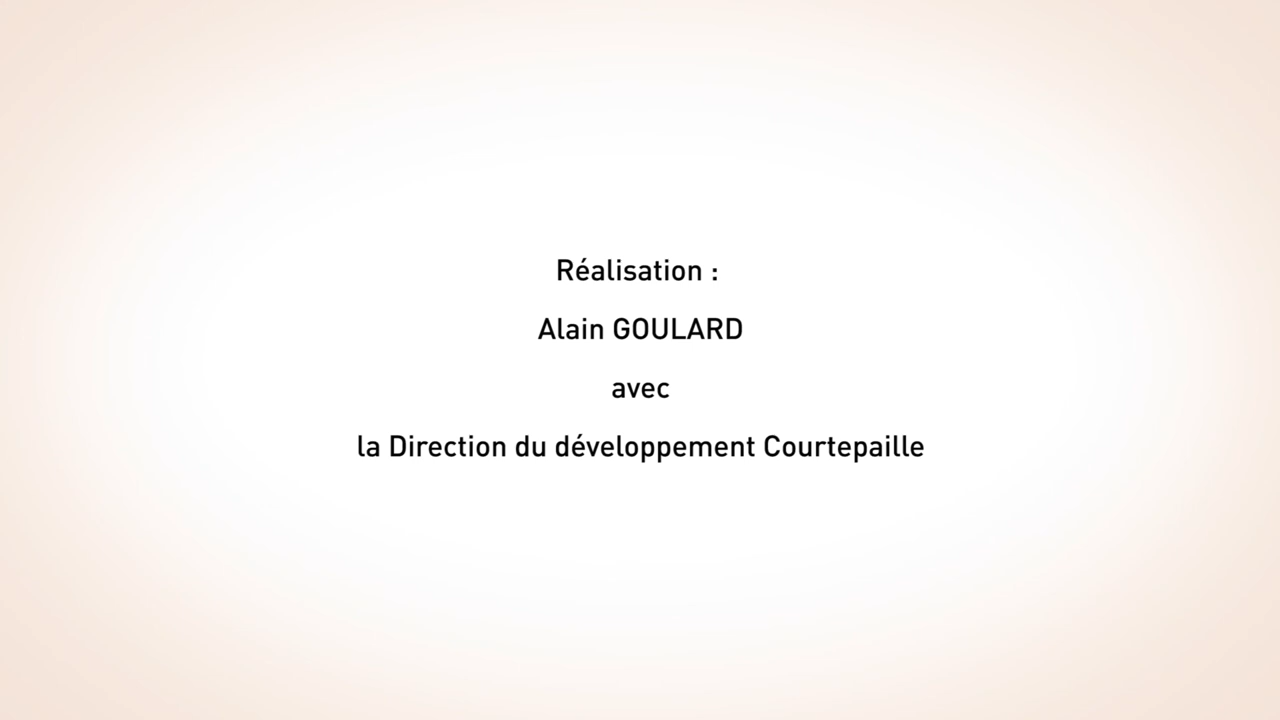 Réalisation :
Alain GOULARD
avec
la Direction du développement Courtepaille